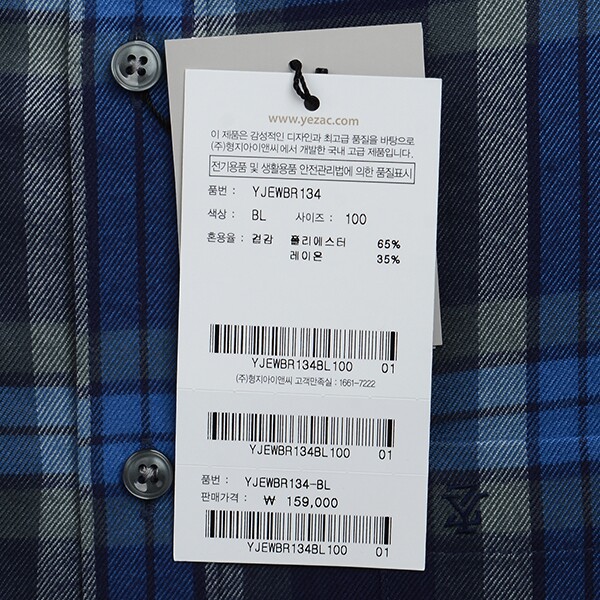 www.yezac.com
이 제품은 감성적인 디자인과 최고급 품질을 바탕으로
(주)형지아이앤씨 에서 개발한 국내 고급 제품입니다.
전기용품 및 생활용품 안전관리법에 의한 품질표시
품번 : YJEWBR134
색상 : BL 사이즈 : 100
혼용율 : 겉감 폴리에스터 65%
레이온 35%
YJEWBR134BL100 01
(주)형지아이앤씨 고객만족실 : 1661-7222
YJEWBR134BL100 01
품번 : YJEWBR134-BL
판매가격 : ₩ 159,000
YJEWBR134BL100 01